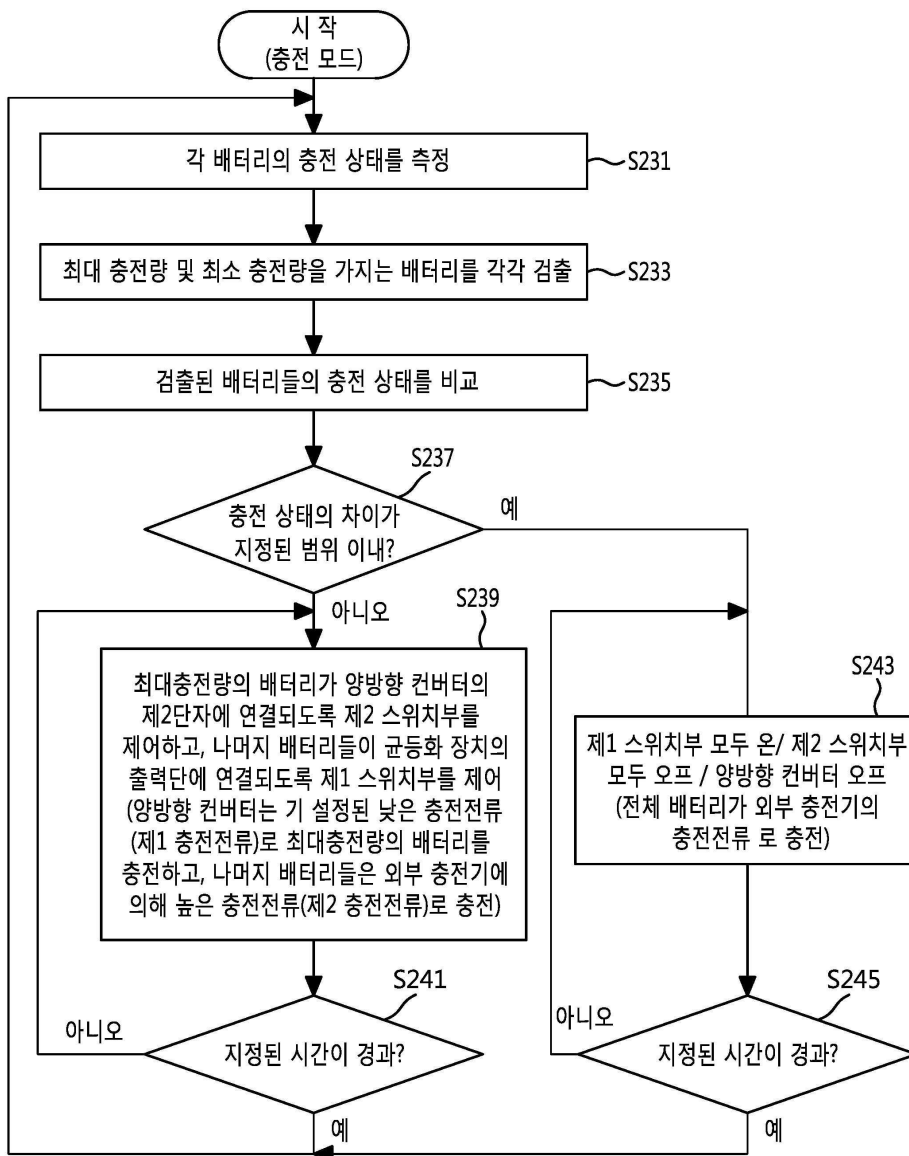 시 작
(충전 모드)
각 배터리의 충전 상태를 측정
S231
최대 충전량 및 최소 충전량을 가지는 배터리를 각각 검출
S233
검출된 배터리들의 충전 상태를 비교
S235
S237
충전 상태의 차이가
지정된 범위 이내?
예
아니오
S239
최대충전량의 배터리가 양방향 컨버터의
제2단자에 연결되도록 제2 스위치부를
제어하고, 나머지 배터리들이 균등화 장치의
출력단에 연결되도록 제1 스위치부를 제어
(양방향 컨버터는 기 설정된 낮은 충전전류
(제1 충전전류)로 최대충전량의 배터리를
충전하고, 나머지 배터리들은 외부 충전기에
의해 높은 충전전류(제2 충전전류)로 충전)
S243
제1 스위치부 모두 온/ 제2 스위치부
모두 오프 / 양방향 컨버터 오프
(전체 배터리가 외부 충전기의
충전전류 로 충전)
S241
아니오
지정된 시간이 경과?
예
S245
아니오
지정된 시간이 경과?
예